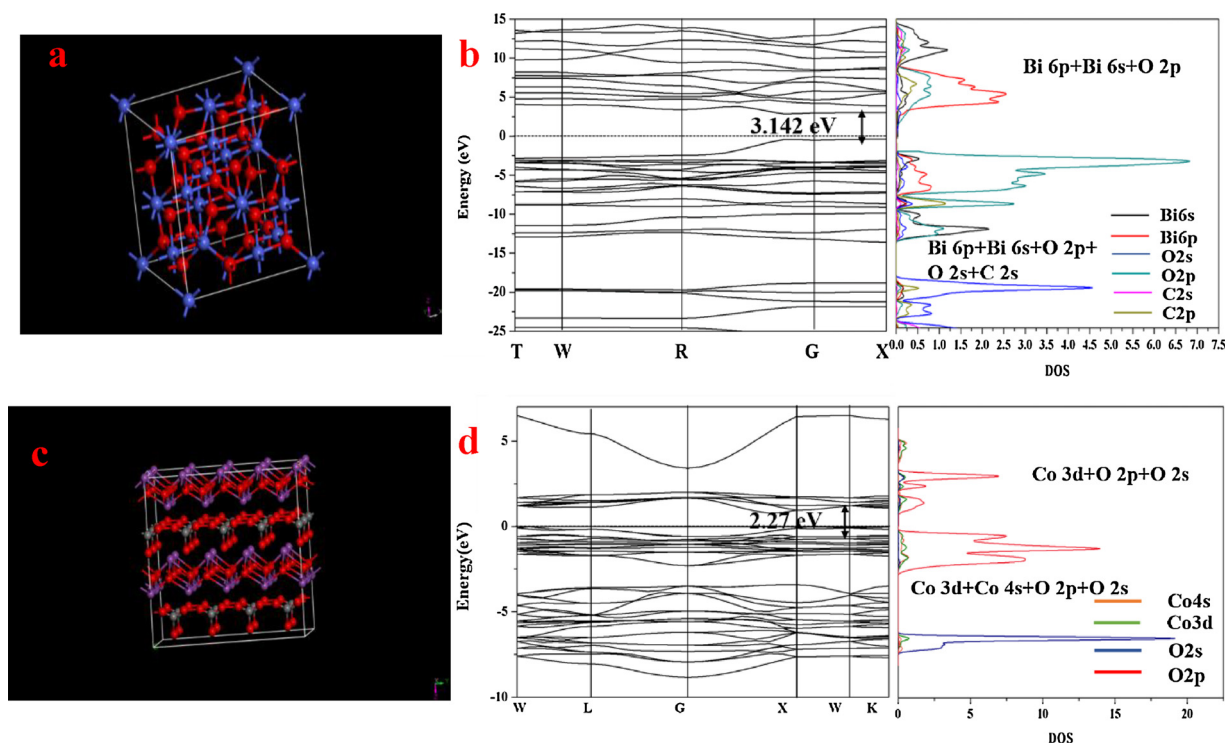 a
b
15
10
5
0
-5
-10
-15
-20
-25
Energy (eV)
3.142 eV
T
W
R
G
X
Bi 6p+Bi 6s+O 2p
Bi 6p+Bi 6s+O 2p+
O 2s+C 2s
Bi6s
Bi6p
O2s
O2p
C2s
C2p
0.0 0.5 1.0 1.5 2.0 2.5 3.0 3.5 4.0 4.5 5.0 5.5 6.0 6.5 7.0 7.5
DOS
c
d
5
0
-5
-10
Energy(eV)
2.27 eV
W
L
G
X
W
K
Co 3d+O 2p+O 2s
Co 3d+Co 4s+O 2p+O 2s
Co4s
Co3d
O2s
O2p
0 5 10 15 20
DOS